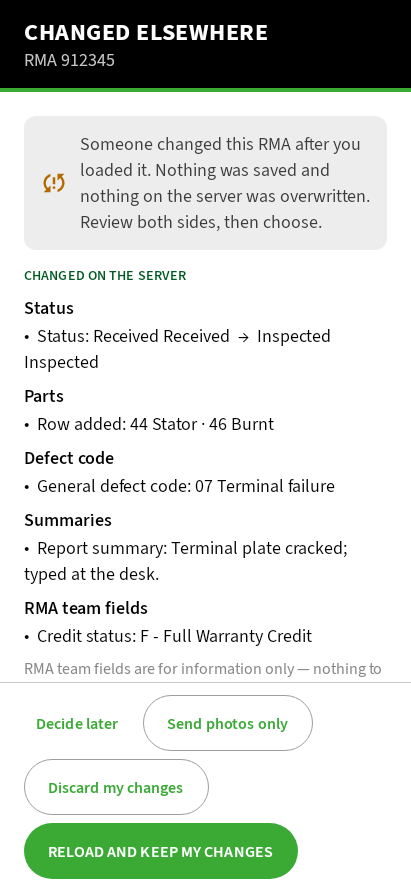 CHANGED ELSEWHERE
RMA 912345
Someone changed this RMA after you
loaded it. Nothing was saved and
nothing on the server was overwritten.
Review both sides, then choose.
CHANGED ON THE SERVER
Status
• Status: Received Received → Inspected
Inspected
Parts
• Row added: 44 Stator · 46 Burnt
Defect code
• General defect code: 07 Terminal failure
Summaries
• Report summary: Terminal plate cracked;
typed at the desk.
RMA team fields
• Credit status: F - Full Warranty Credit
RMA team fields are for information only — nothing to
Decide later
Send photos only
Discard my changes
RELOAD AND KEEP MY CHANGES